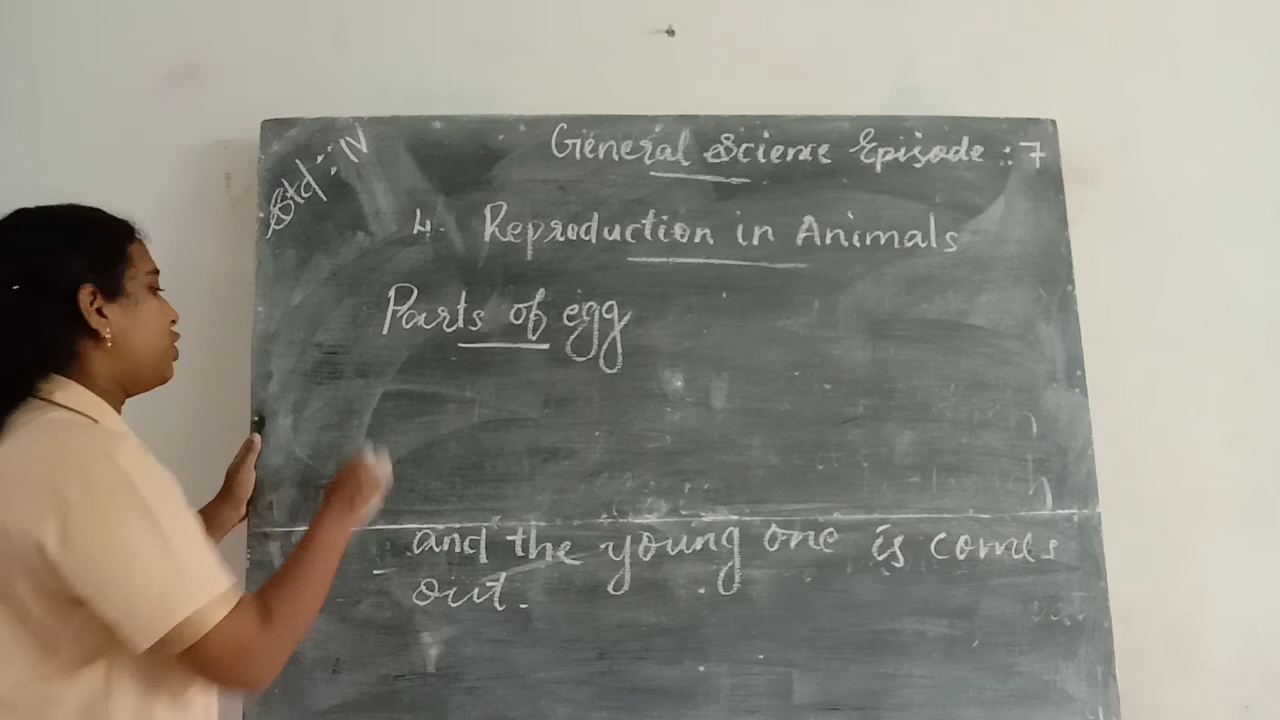 Std : IV
General Science Episode : 7
4. Reproduction in Animals
Parts of egg
and the young one is comes
out.